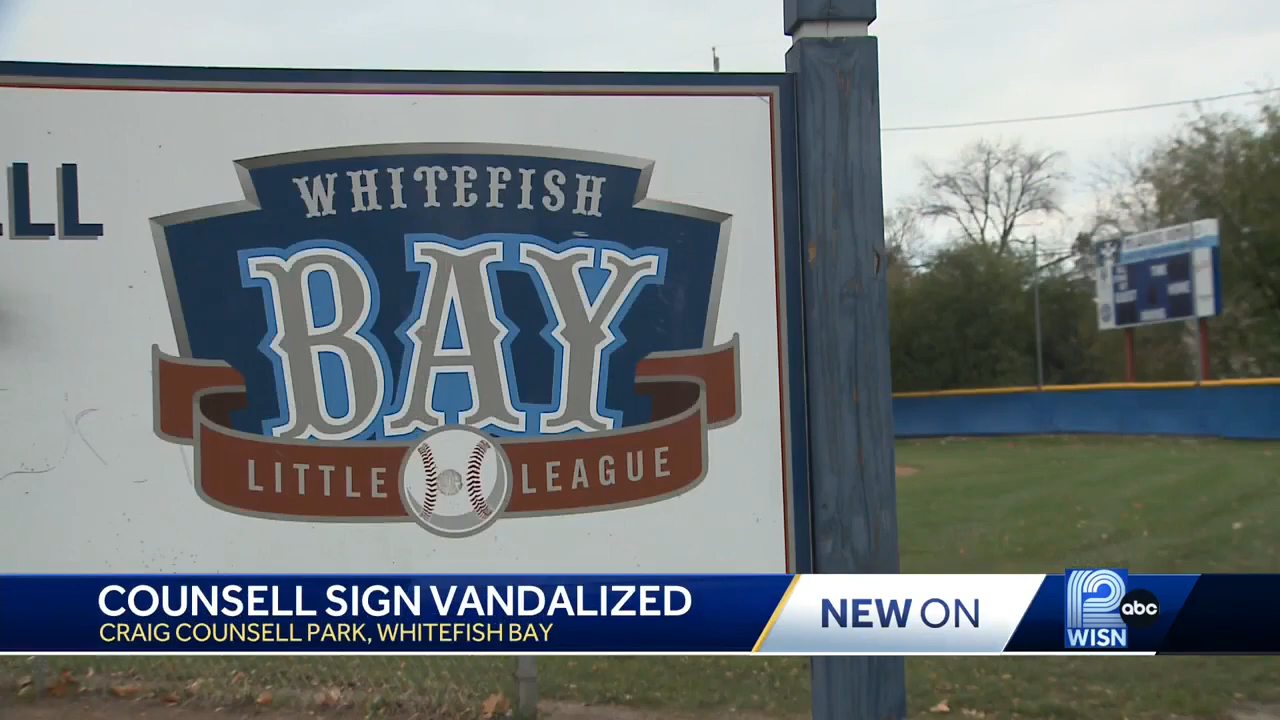 LL
WHITEFISH
BAY
LITTLE LEAGUE
COUNSELL SIGN VANDALIZED
CRAIG COUNSELL PARK, WHITEFISH BAY
NEW ON
12
abc
WISN